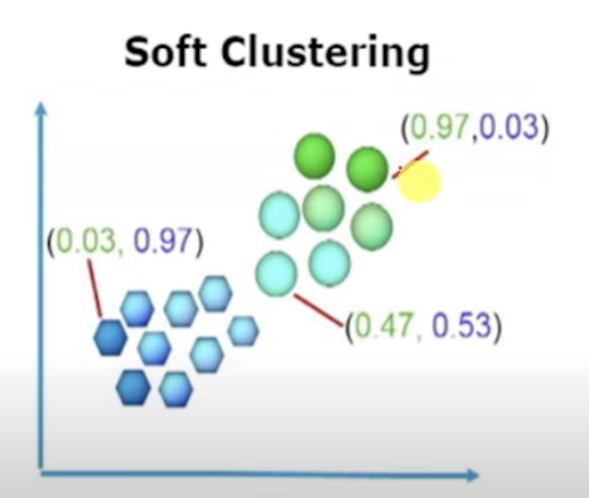 Soft Clustering
(0.97,0.03)
(0.03, 0.97)
(0.47, 0.53)